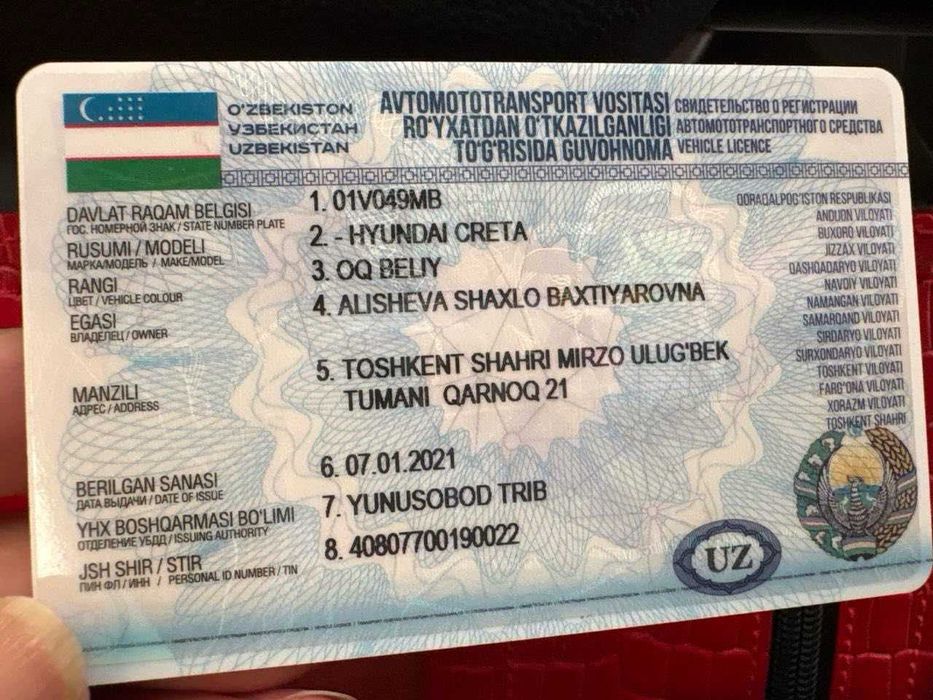 O'ZBEKISTON
УЗБЕКИСТАН
UZBEKISTAN
AVTOMOTOTRANSPORT VOSITASI
RO'YXATDAN O'TKAZILGANLIGI
TO'G'RISIDA GUVOHNOMA
СВИДЕТЕЛЬСТВО О РЕГИСТРАЦИИ
АВТОМОТОТРАНСПОРТНОГО СРЕДСТВА
VEHICLE LICENCE
DAVLAT RAQAM BELGISI
ГОС. НОМЕРНОЙ ЗНАК / STATE NUMBER PLATE
1. 01V049MB
RUSUMI / MODELI
МАРКА/МОДЕЛЬ / MAKE/MODEL
2. - HYUNDAI CRETA
RANGI
ЦВЕТ / VEHICLE COLOUR
3. OQ BELIY
EGASI
ВЛАДЕЛЕЦ / OWNER
4. ALISHEVA SHAXLO BAXTIYAROVNA
MANZILI
АДРЕС / ADDRESS
5. TOSHKENT SHAHRI MIRZO ULUG'BEK
TUMANI QARNOQ 21
BERILGAN SANASI
ДАТА ВЫДАЧИ / DATE OF ISSUE
6. 07.01.2021
YHX BOSHQARMASI BO'LIMI
ОТДЕЛЕНИЕ УБДД / ISSUING AUTHORITY
7. YUNUSOBOD TRIB
JSH SHIR / STIR
ПИН ФЛ / ИНН / PERSONAL ID NUMBER / TIN
8. 40807700190022
QORAQALPOG'ISTON RESPUBLIKASI
ANDIJON VILOYATI
BUXORO VILOYATI
JIZZAX VILOYATI
QASHQADARYO VILOYATI
NAVOIY VILOYATI
NAMANGAN VILOYATI
SAMARQAND VILOYATI
SIRDARYO VILOYATI
SURXONDARYO VILOYATI
TOSHKENT VILOYATI
FARG'ONA VILOYATI
XORAZM VILOYATI
TOSHKENT SHAHRI
UZ